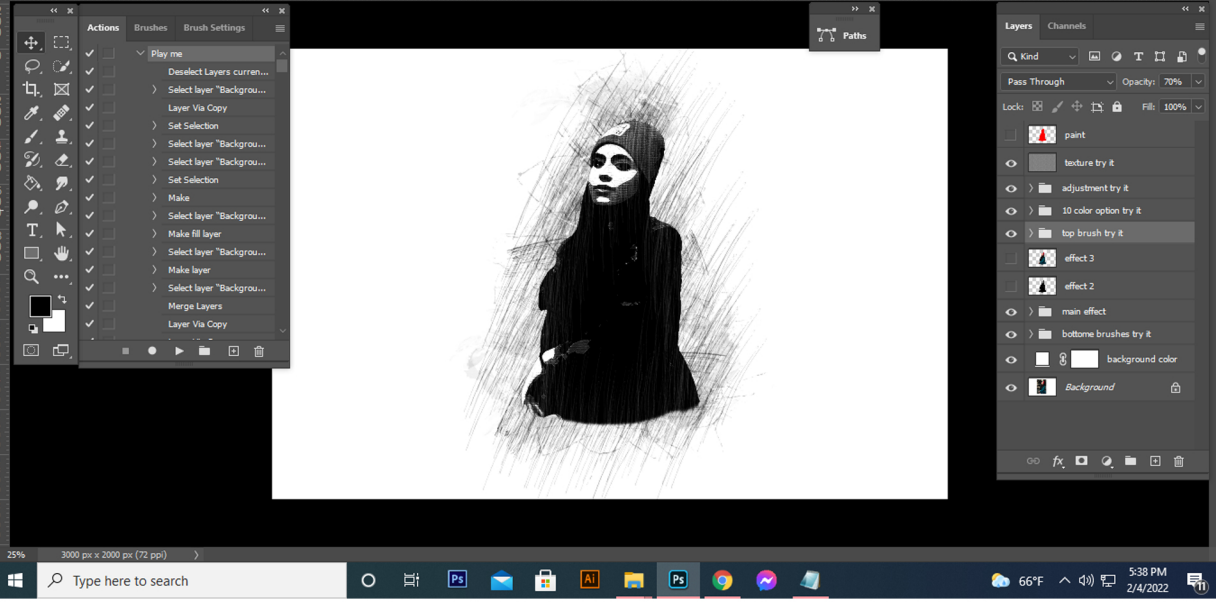 Actions
Brushes
Brush Settings
Play me
Deselect Layers curren...
Select layer "Backgrou...
Layer Via Copy
Set Selection
Select layer "Backgrou...
Select layer "Backgrou...
Set Selection
Make
Select layer "Backgrou...
Make fill layer
Select layer "Backgrou...
Make layer
Select layer "Backgrou...
Merge Layers
Layer Via Copy
Paths
Layers
Channels
Kind
Pass Through
Opacity: 70%
Lock:
Fill: 100%
paint
texture try it
adjustment try it
10 color option try it
top brush try it
effect 3
effect 2
main effect
bottome brushes try it
background color
Background
fx
25%
3000 px x 2000 px (72 ppi)
Type here to search
Ps
Ai
Ps
66°F
5:38 PM
2/4/2022
11